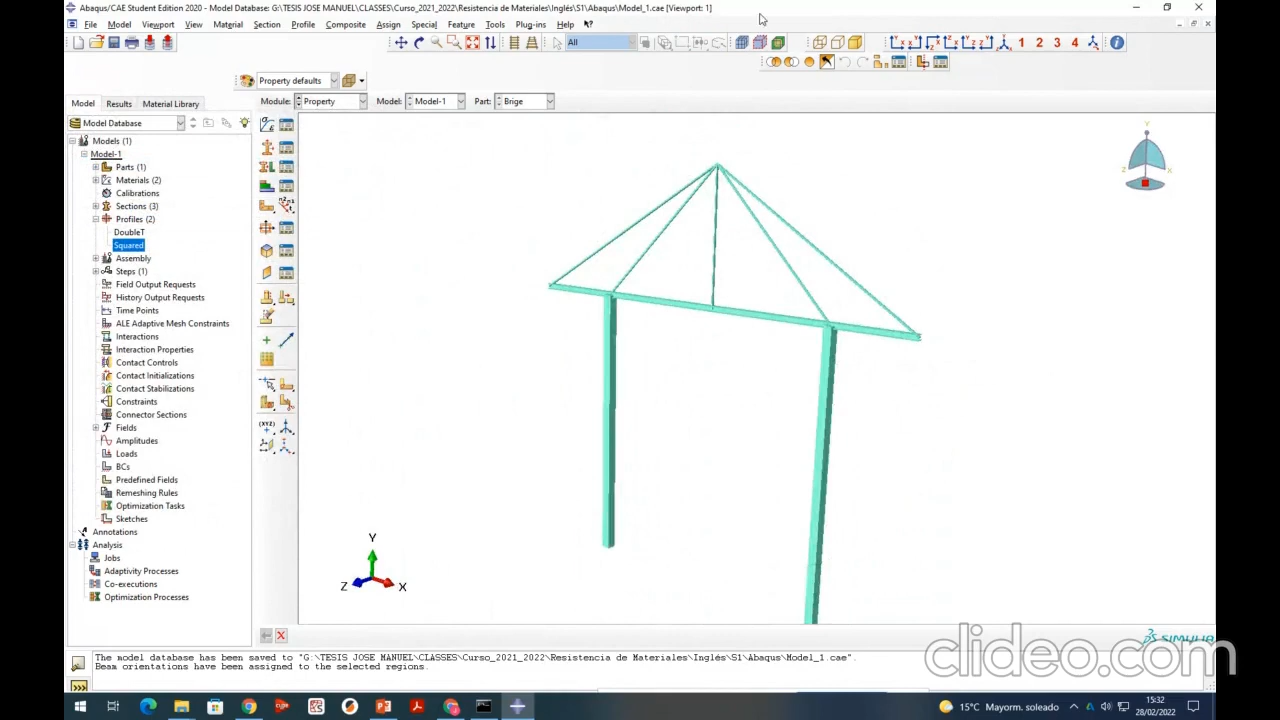 Abaqus/CAE Student Edition 2020 - Model Database: G:\TESIS JOSE MANUEL\CLASSES\Curso_2021_2022\Resistencia de Materiales\Inglés\S1\Abaqus\Model_1.cae [Viewport: 1]
File Model Viewport View Material Section Profile Composite Assign Special Feature Tools Plug-ins Help
All
1 2 3 4
Property defaults
Model Results Material Library
Module: Property Model: Model-1 Part: Brige
Model Database
Models (1)
Model-1
Parts (1)
Materials (2)
Calibrations
Sections (3)
Profiles (2)
DoubleT
Squared
Assembly
Steps (1)
Field Output Requests
History Output Requests
Time Points
ALE Adaptive Mesh Constraints
Interactions
Interaction Properties
Contact Controls
Contact Initializations
Contact Stabilizations
Constraints
Connector Sections
Fields
Amplitudes
Loads
BCs
Predefined Fields
Remeshing Rules
Optimization Tasks
Sketches
Annotations
Analysis
Jobs
Adaptivity Processes
Co-executions
Optimization Processes
(XYZ)
Y
Z X
Y
Z X
The model database has been saved to "G:\TESIS JOSE MANUEL\CLASSES\Curso_2021_2022\Resistencia de Materiales\Inglés\S1\Abaqus\Model_1.cae".
Beam orientations have been assigned to the selected regions.
clideo.com
15°C Mayorm. soleado
15:32
28/02/2022